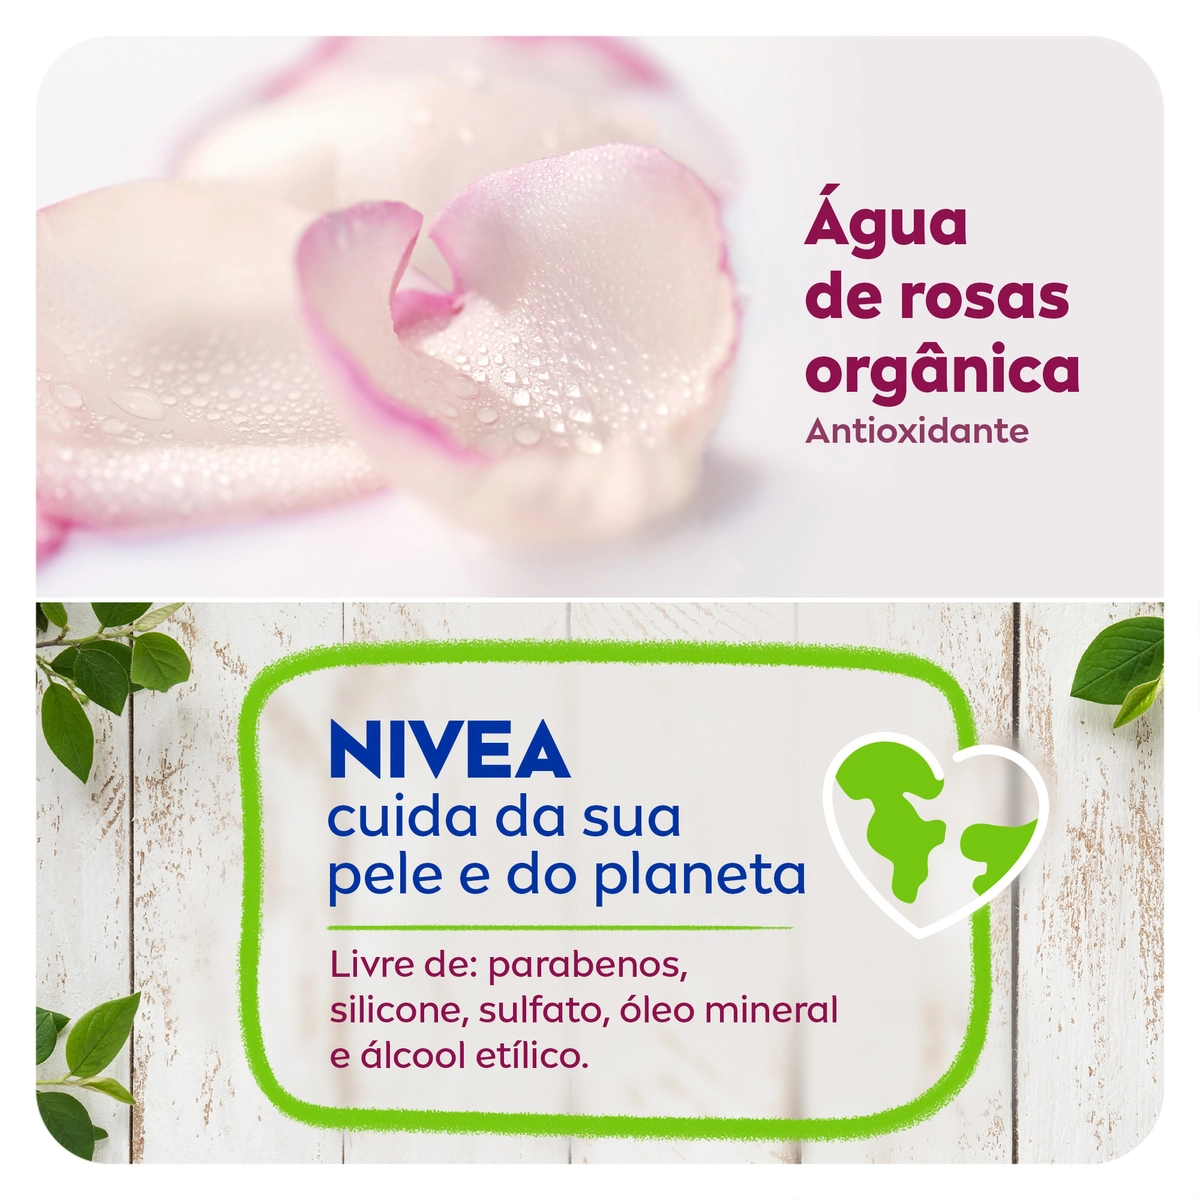 Água
de rosas
orgânica
Antioxidante
NIVEA
cuida da sua
pele e do planeta
Livre de: parabenos,
silicone, sulfato, óleo mineral
e álcool etílico.